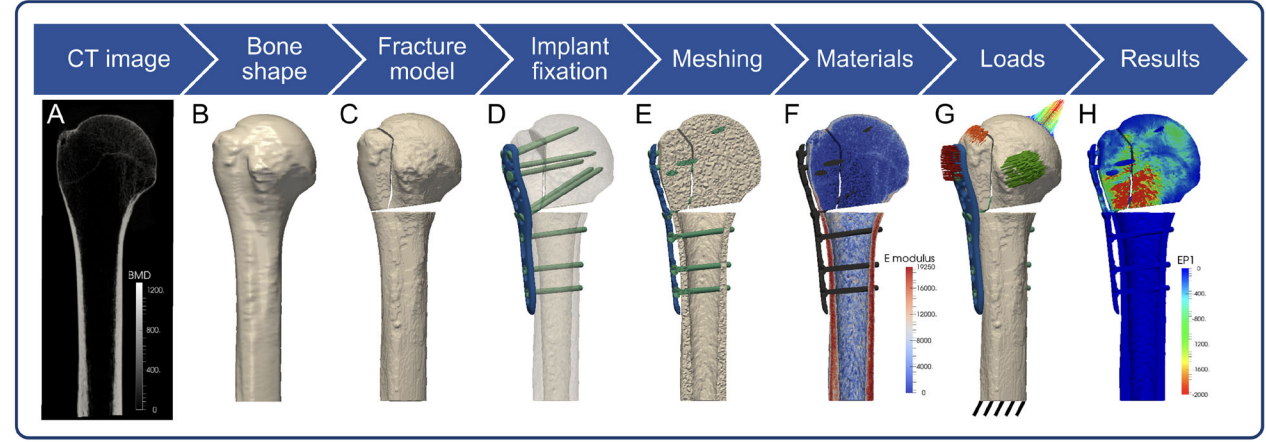 CT image
Bone
shape
Fracture
model
Implant
fixation
Meshing
Materials
Loads
Results
A
B
C
D
E
F
G
H
BMD
1200.
800.
400.
0
E modulus
19250
16000.
12000.
8000.
4000.
0
EP1
0
-400.
-800.
-1200
-1600
-2000